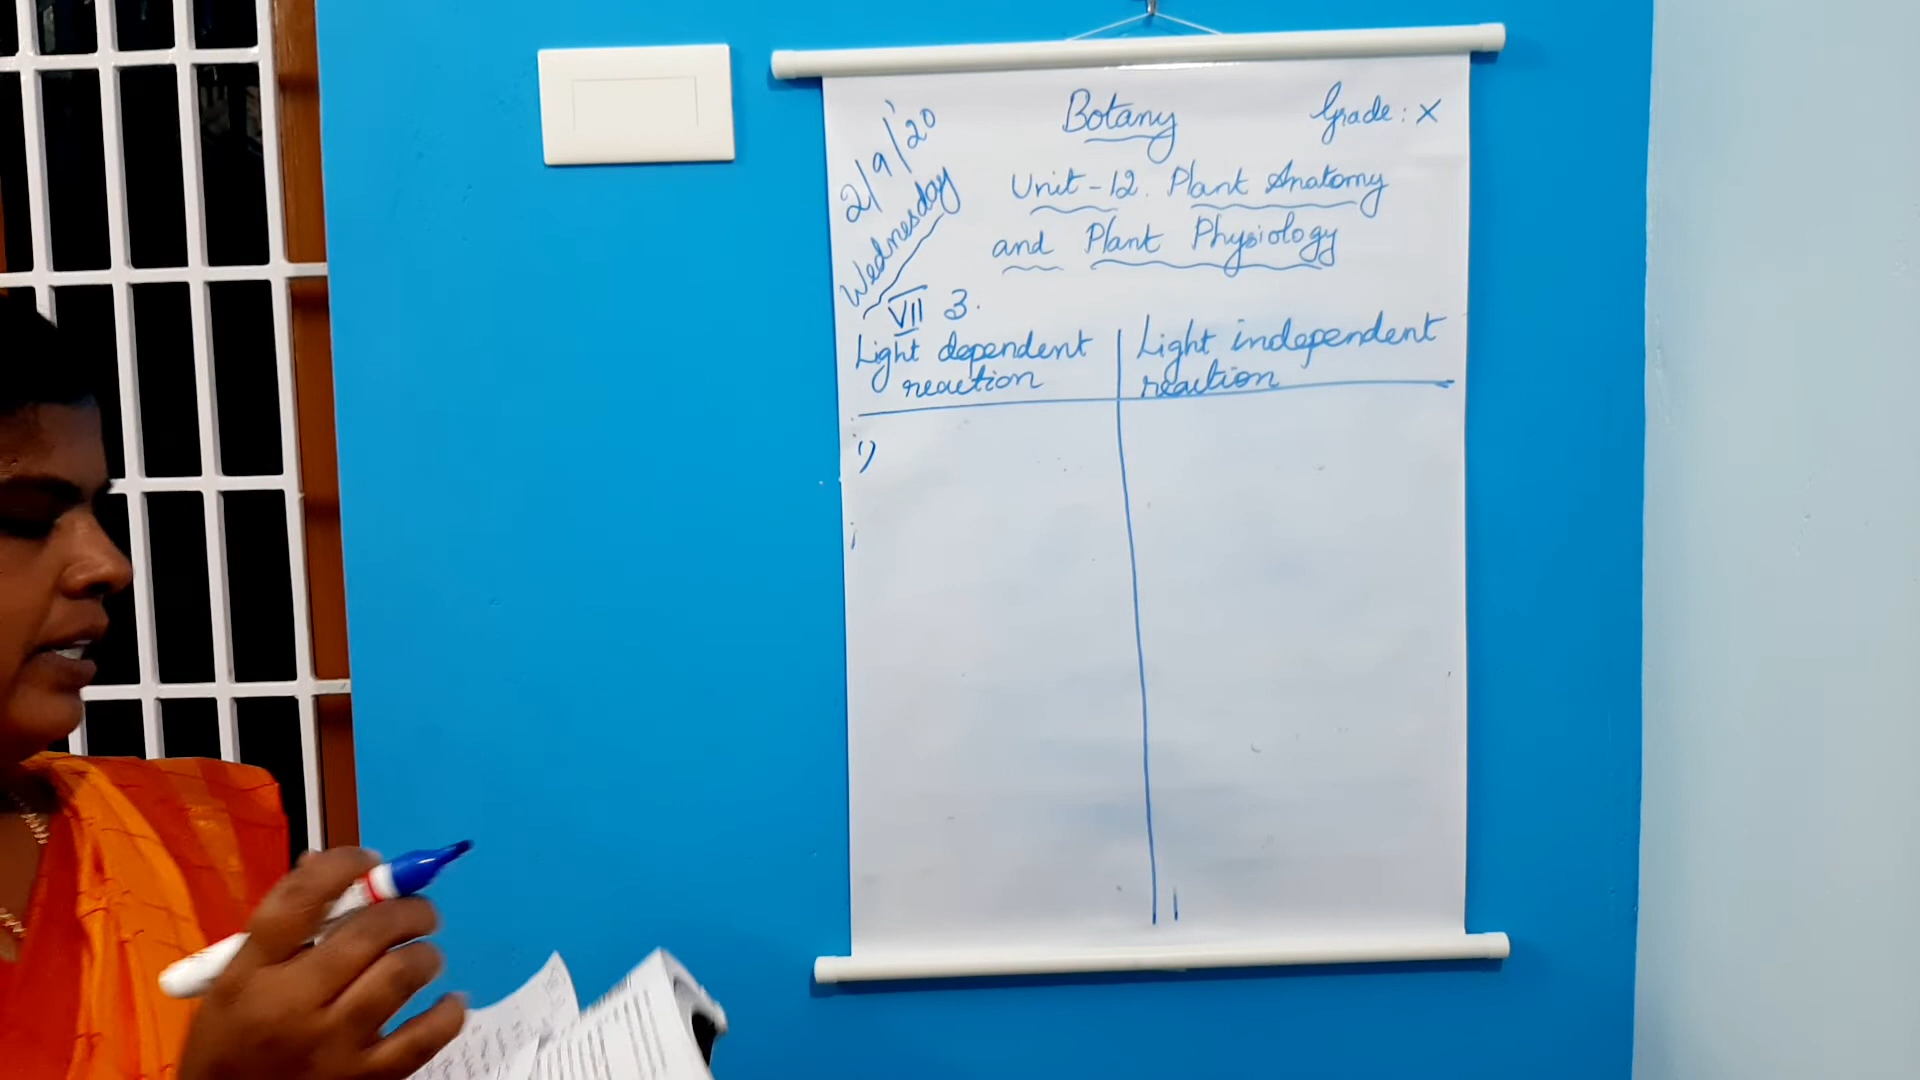 2/9/'20
Wednesday
Botany
Grade: X
Unit-12. Plant Anatomy
and Plant Physiology
VII 3.
Light dependent
reaction
Light independent
reaction
1)